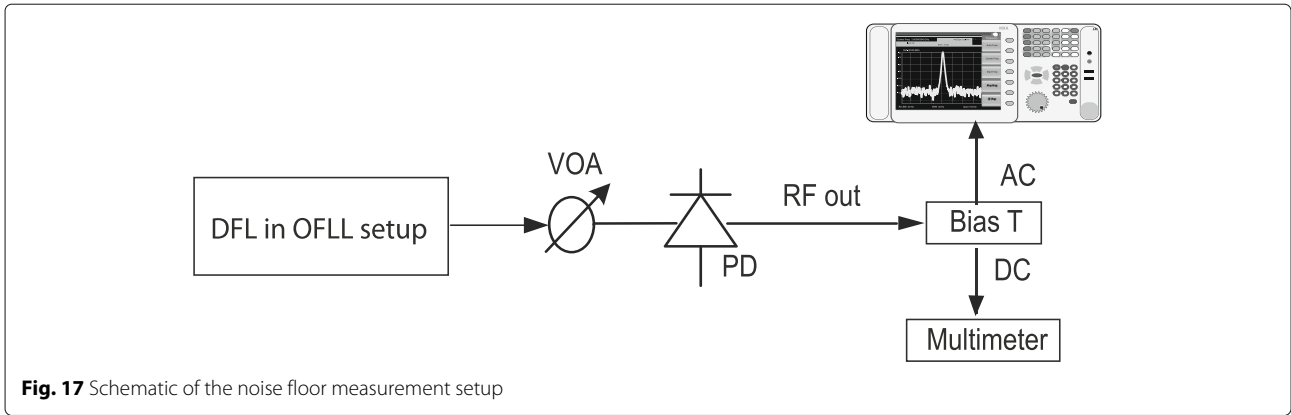 VOA
AC
DFL in OFLL setup
RF out
Bias T
PD
DC
Multimeter
Fig. 17 Schematic of the noise floor measurement setup